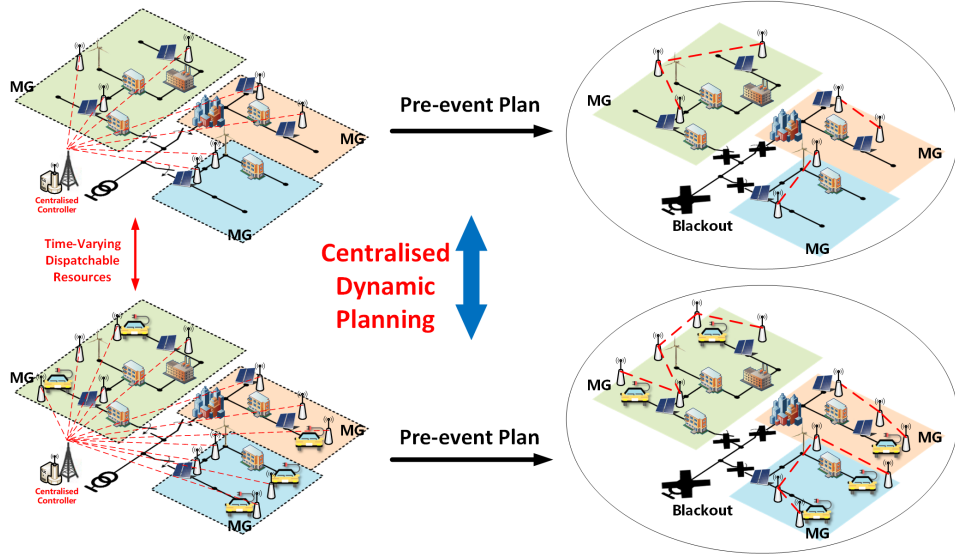 MG
MG
MG
Centralised
Controller
Pre-event Plan
MG
MG
MG
Blackout
Time-Varying
Dispatchable
Resources
Centralised
Dynamic
Planning
MG
MG
MG
Centralised
Controller
Pre-event Plan
MG
MG
MG
Blackout